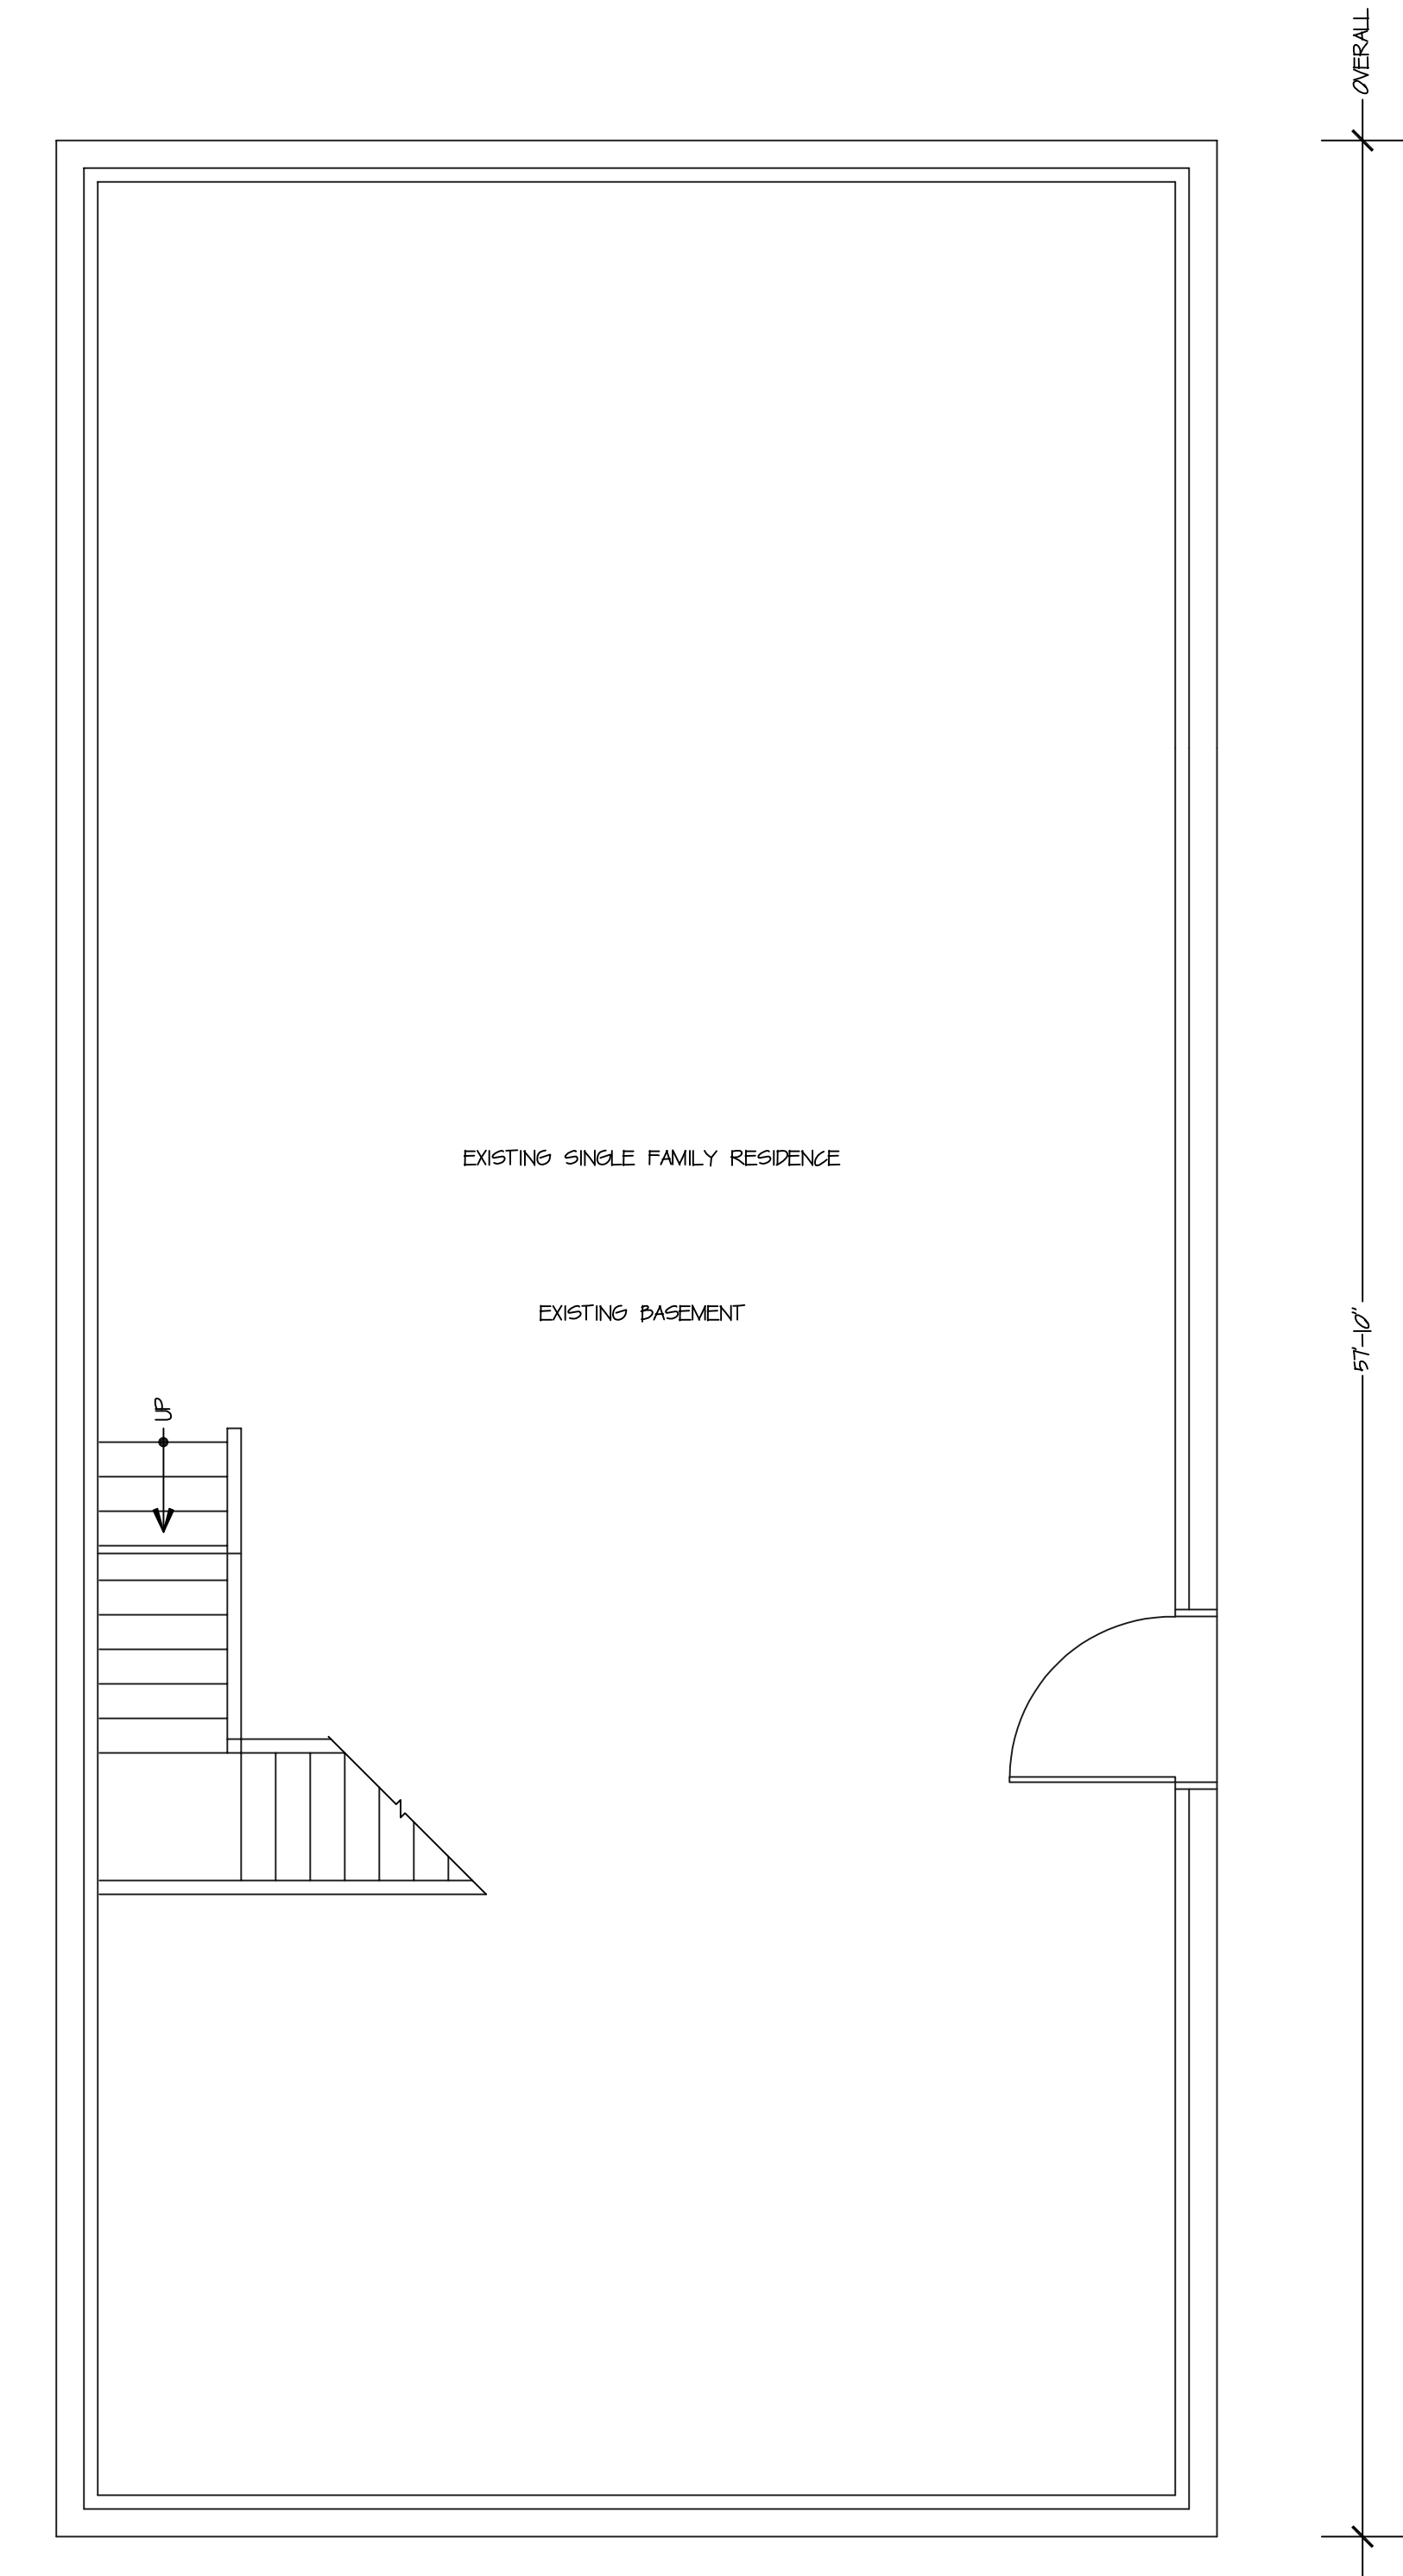 OVERALL
EXISTING SINGLE FAMILY RESIDENCE
EXISTING BASEMENT
57'-10"
UP